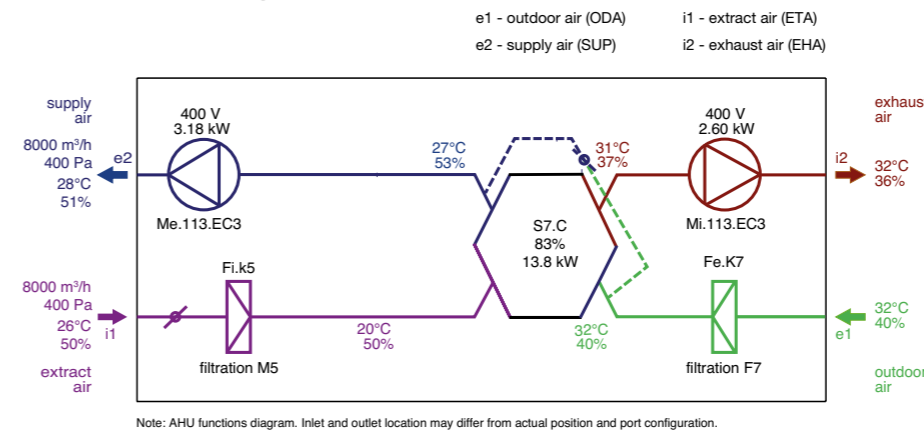 e1 - outdoor air (ODA)
i1 - extract air (ETA)
e2 - supply air (SUP)
i2 - exhaust air (EHA)
supply
air
8000 m³/h
400 Pa
e2
28°C
51%
400 V
3.18 kW
Me.113.EC3
27°C
53%
31°C
37%
400 V
2.60 kW
Mi.113.EC3
exhaus
air
i2
32°C
36%
S7.C
83%
13.8 kW
8000 m³/h
400 Pa
26°C
50%
i1
extract
air
Fi.k5
filtration M5
20°C
50%
32°C
40%
Fe.K7
filtration F7
32°C
40%
e1
outdoor
air
Note: AHU functions diagram. Inlet and outlet location may differ from actual position and port configuration.